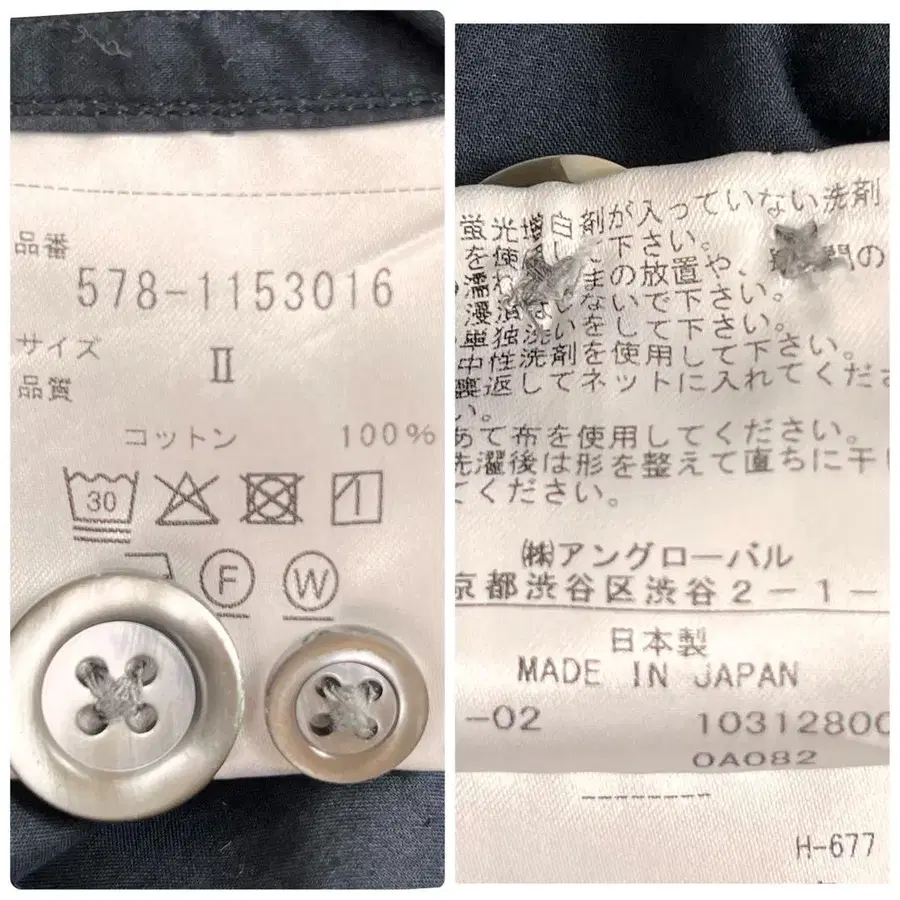 品番
578-1153016
サイズ
II
品質
コットン 100%
30
F W
蛍光増白剤が入っていない洗剤
を使 して下さい。
まの放置や、 間の
浸漬は しないで下さい。
単独洗いをして下さい。
中性洗剤を使用して下さい。
裏返してネットに入れてくださ
い。
あて布を使用してください。
洗濯後は形を整えて直ちに干し
てください。
㈱アングローバル
京都渋谷区渋谷2-1-
日本製
MADE IN JAPAN
-02 10312800
0A082
H-677